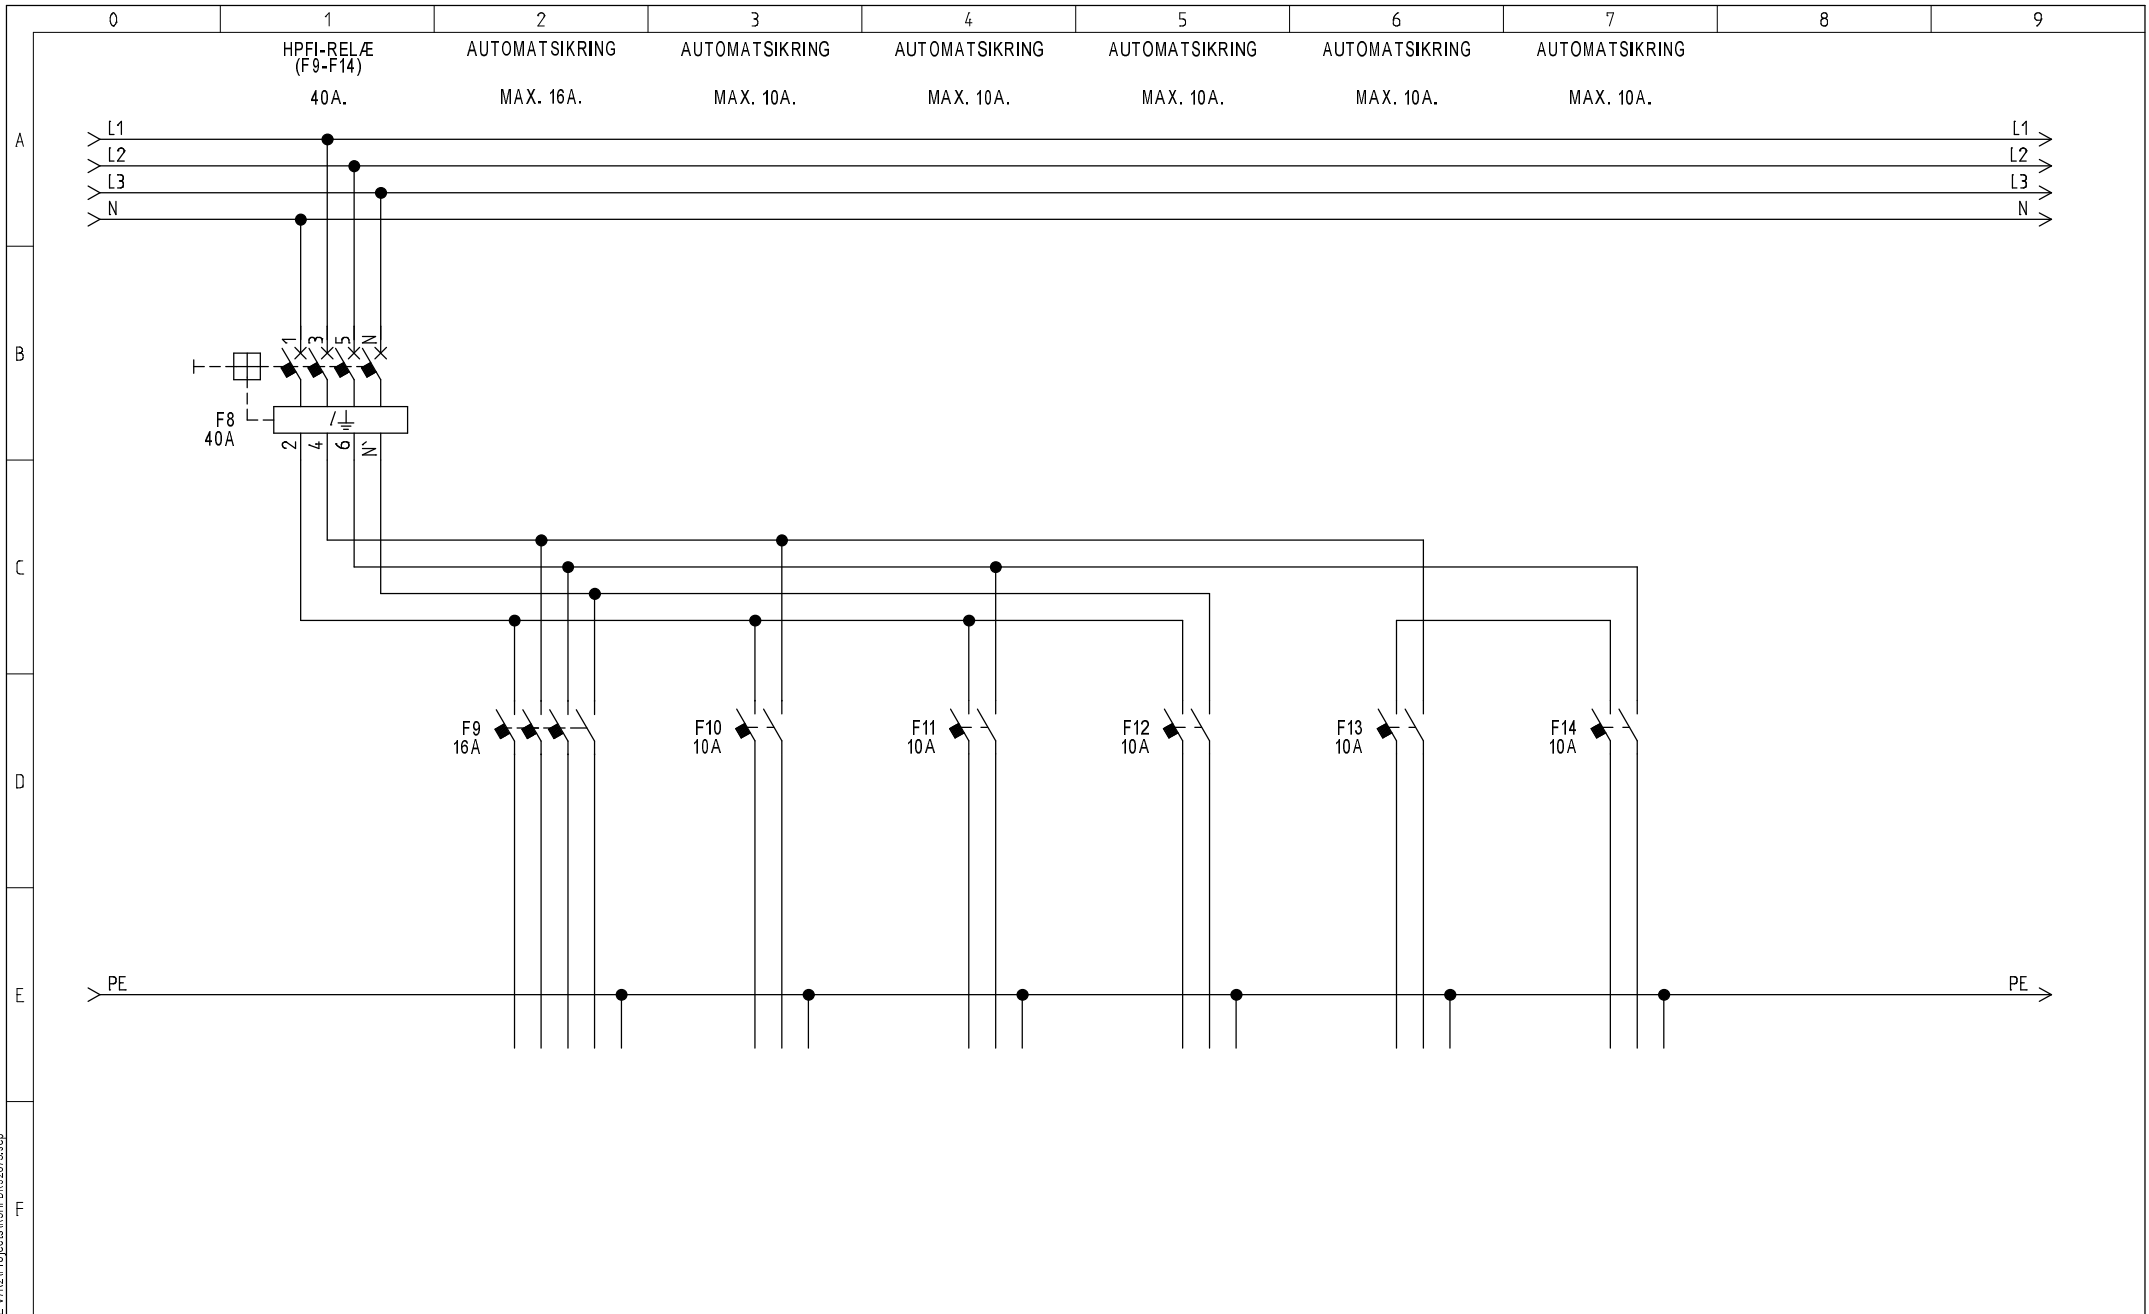 0 1 2 3 4 5 6 7 8 9
HPFI-RELÆ AUTOMATSIKRING AUTOMATSIKRING AUTOMATSIKRING AUTOMATSIKRING AUTOMATSIKRING AUTOMATSIKRING
(F9-F14)
40A. MAX. 16A. MAX. 10A. MAX. 10A. MAX. 10A. MAX. 10A. MAX. 10A.
L1 L1
A
L2 L2
L3 L3
N N
1 3 5 N
B
F8
40A
2 4 6 N'
C
F9 F10 F11 F12 F13 F14
16A 10A 10A 10A 10A 10A
D
PE PE
E
F